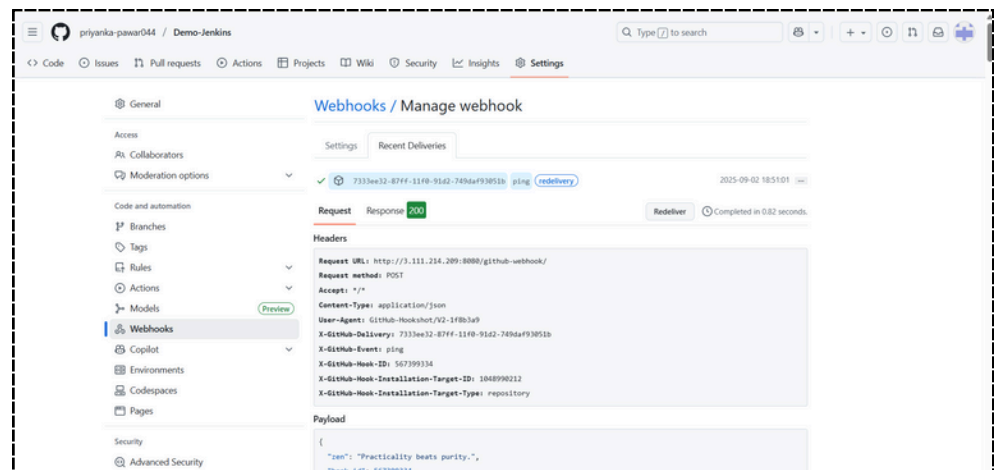 priyanka-pawar044 / Demo-Jenkins
Type / to search
Code Issues Pull requests Actions Projects Wiki Security Insights Settings
General
Access
Collaborators
Moderation options
Code and automation
Branches
Tags
Rules
Actions
Models Preview
Webhooks
Copilot
Environments
Codespaces
Pages
Security
Advanced Security
Webhooks / Manage webhook
Settings Recent Deliveries
7333ee32-87ff-11f0-91d2-749daf93051b ping redelivery 2025-09-02 18:51:01
Request Response 200 Redeliver Completed in 0.82 seconds.
Headers
Request URL: http://3.111.214.209:8080/github-webhook/
Request method: POST
Accept: */*
Content-Type: application/json
User-Agent: GitHub-Hookshot/V2-1f8b3a9
X-GitHub-Delivery: 7333ee32-87ff-11f0-91d2-749daf93051b
X-GitHub-Event: ping
X-GitHub-Hook-ID: 567399334
X-GitHub-Hook-Installation-Target-ID: 1048990212
X-GitHub-Hook-Installation-Target-Type: repository
Payload
{
"zen": "Practicality beats purity.",